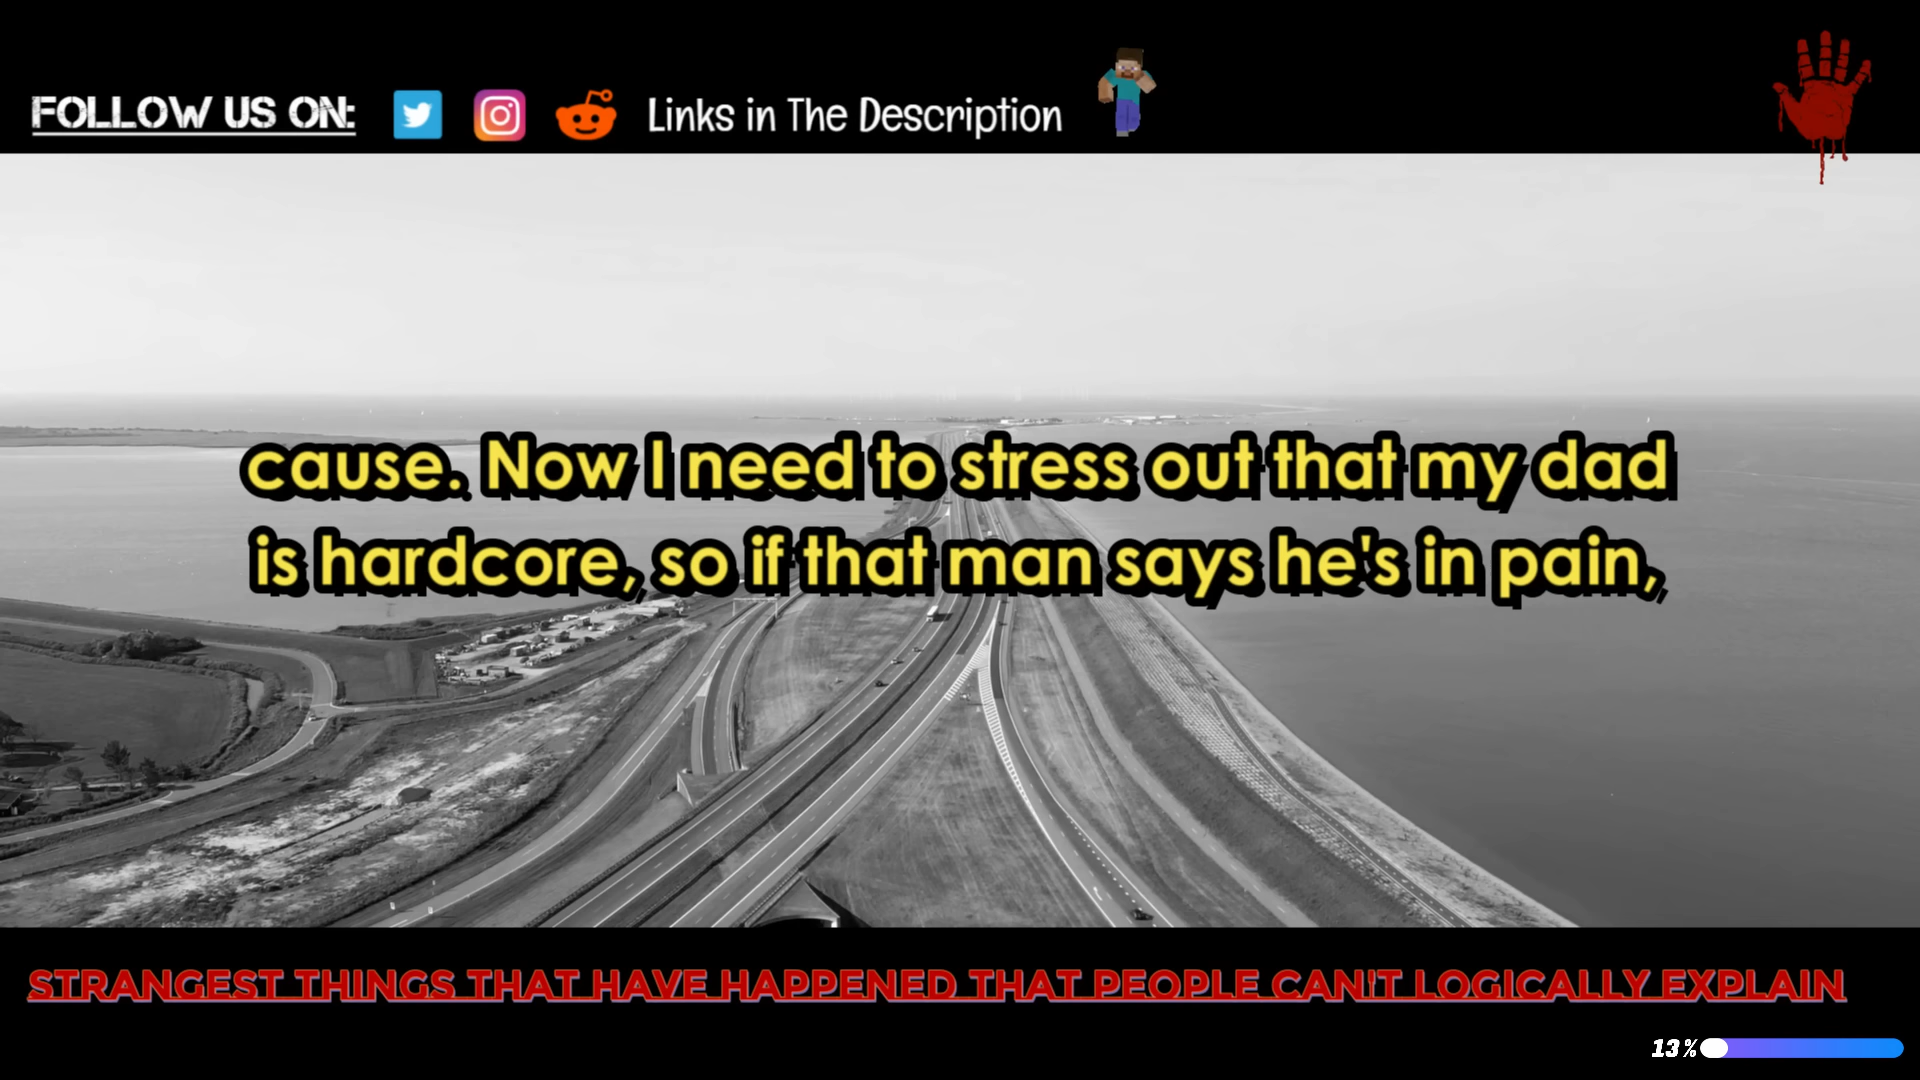 FOLLOW US ON:
Links in The Description
cause. Now I need to stress out that my dad
is hardcore, so if that man says he's in pain,
STRANGEST THINGS THAT HAVE HAPPENED THAT PEOPLE CAN'T LOGICALLY EXPLAIN
13%